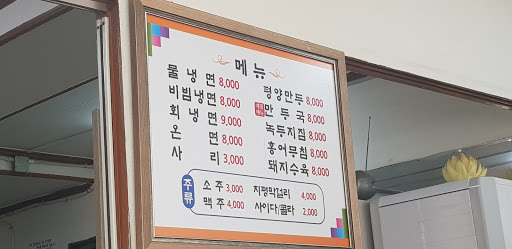 메뉴
물냉면 8,000
비빔냉면 8,000
회냉면 9,000
온면 8,000
사리 3,000
평양만두 8,000
만두국 8,000
녹두지짐 8,000
홍어무침 8,000
돼지수육 8,000
주류
소주 3,000 지평막걸리 4,000
맥주 4,000 사이다/콜라 2,000